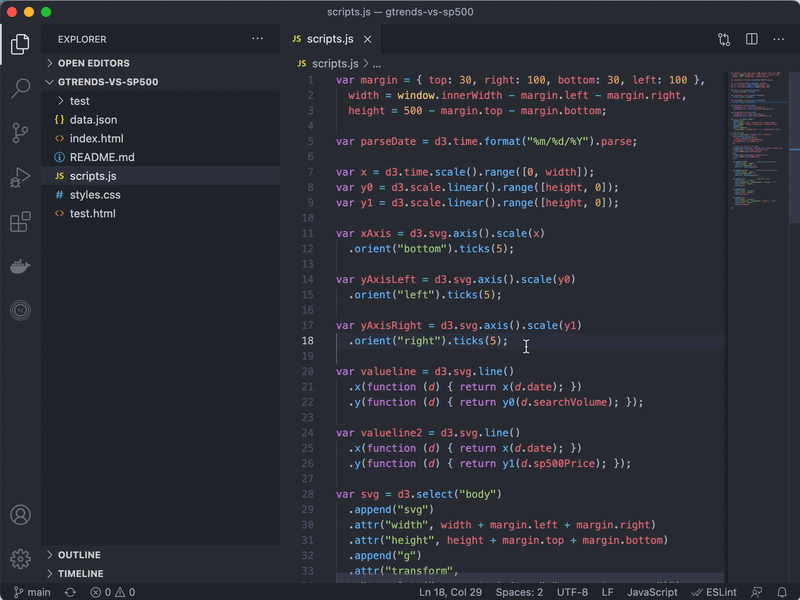 scripts.js — gtrends-vs-sp500
EXPLORER
OPEN EDITORS
GTRENDS-VS-SP500
test
{} data.json
<> index.html
README.md
JS scripts.js
# styles.css
<> test.html
OUTLINE
TIMELINE
JS scripts.js
JS scripts.js > ...
1 var margin = { top: 30, right: 100, bottom: 30, left: 100 },
2 width = window.innerWidth - margin.left - margin.right,
3 height = 500 - margin.top - margin.bottom;
4
5 var parseDate = d3.time.format("%m/%d/%Y").parse;
6
7 var x = d3.time.scale().range([0, width]);
8 var y0 = d3.scale.linear().range([height, 0]);
9 var y1 = d3.scale.linear().range([height, 0]);
10
11 var xAxis = d3.svg.axis().scale(x)
12 .orient("bottom").ticks(5);
13
14 var yAxisLeft = d3.svg.axis().scale(y0)
15 .orient("left").ticks(5);
16
17 var yAxisRight = d3.svg.axis().scale(y1)
18 .orient("right").ticks(5);
19
20 var valueline = d3.svg.line()
21 .x(function (d) { return x(d.date); })
22 .y(function (d) { return y0(d.searchVolume); });
23
24 var valueline2 = d3.svg.line()
25 .x(function (d) { return x(d.date); })
26 .y(function (d) { return y1(d.sp500Price); });
27
28 var svg = d3.select("body")
29 .append("svg")
30 .attr("width", width + margin.left + margin.right)
31 .attr("height", height + margin.top + margin.bottom)
32 .append("g")
33 .attr("transform",
main 0 0 Ln 18, Col 29 Spaces: 2 UTF-8 LF JavaScript ESLint